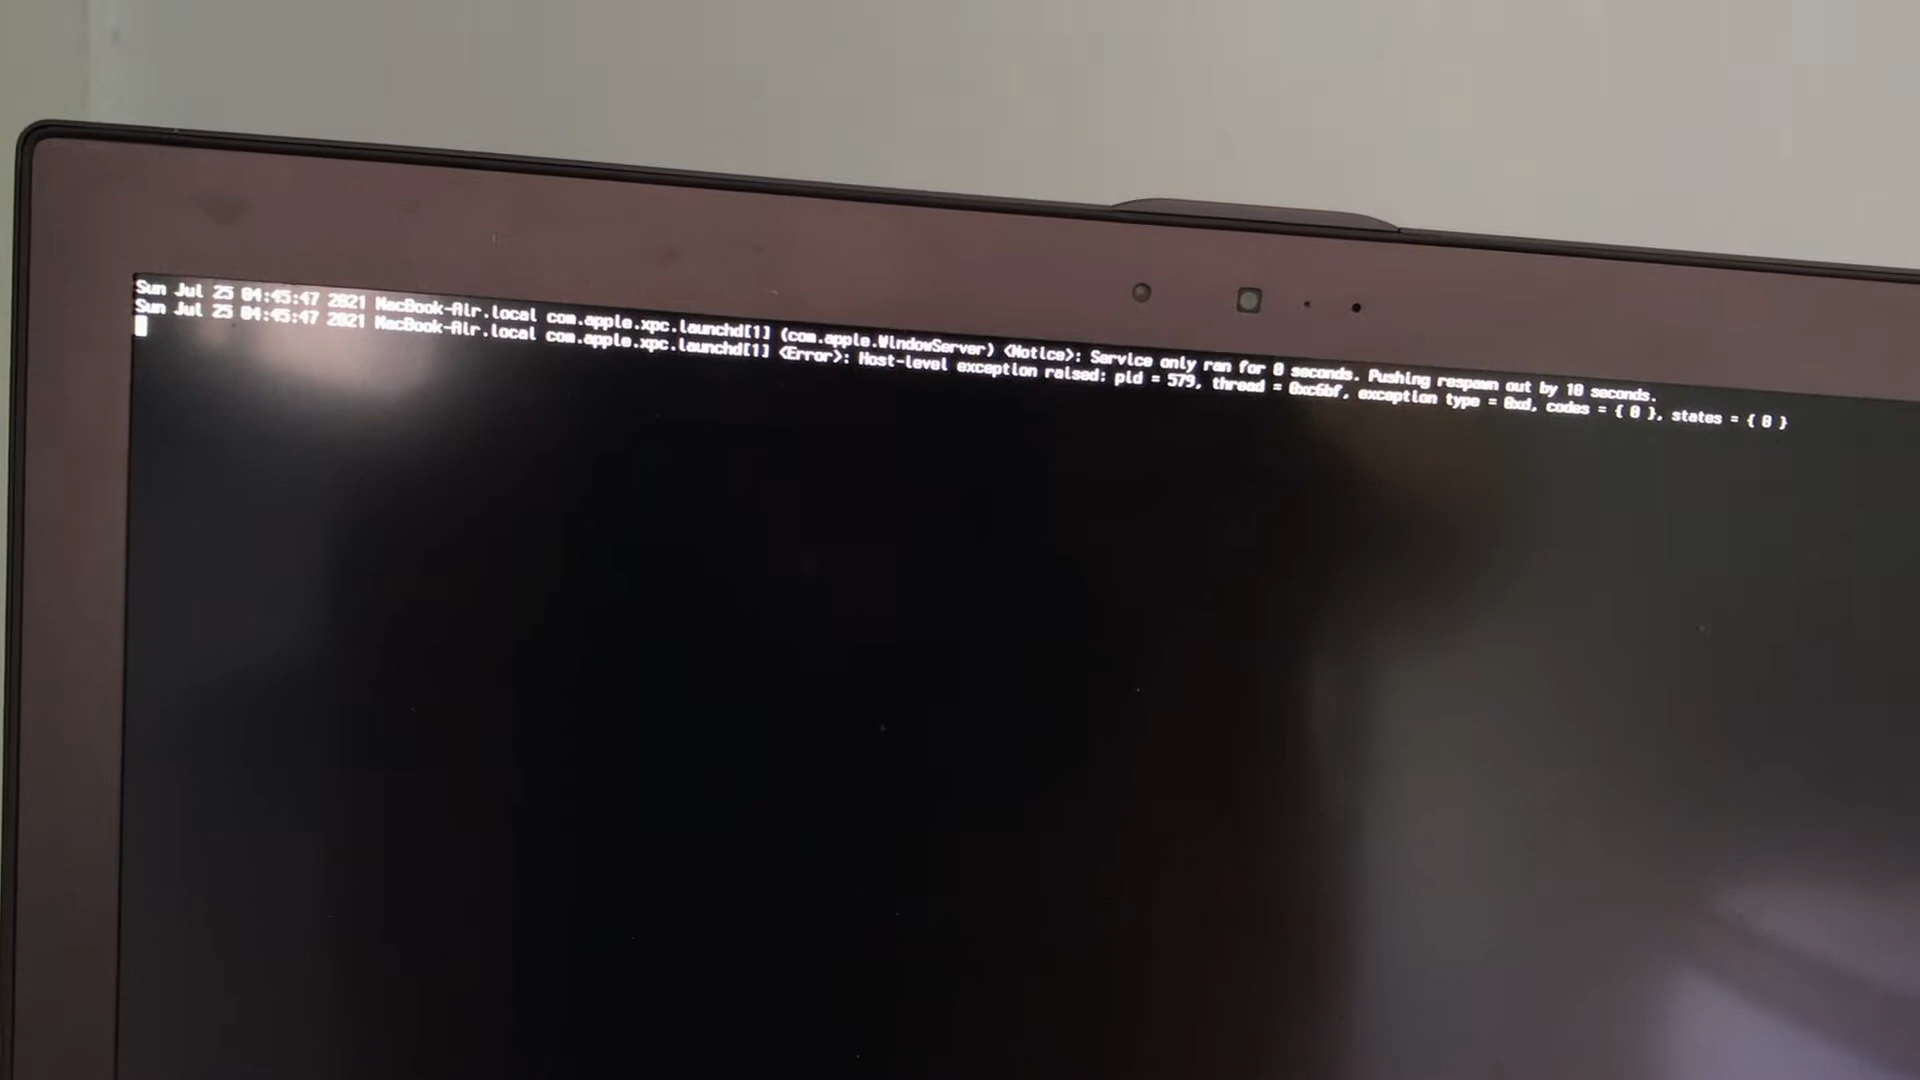 Sun Jul 25 04:45:47 2021 MacBook-Air.local com.apple.xpc.launchd[1] (com.apple.WindowServer) <Notice>: Service only ran for 0 seconds. Pushing respawn out by 10 seconds.
Sun Jul 25 04:45:47 2021 MacBook-Air.local com.apple.xpc.launchd[1] <Error>: Host-level exception raised: pid = 579, thread = 0xc6bf, exception type = 0xd, codes = { 0 }, states = { 0 }